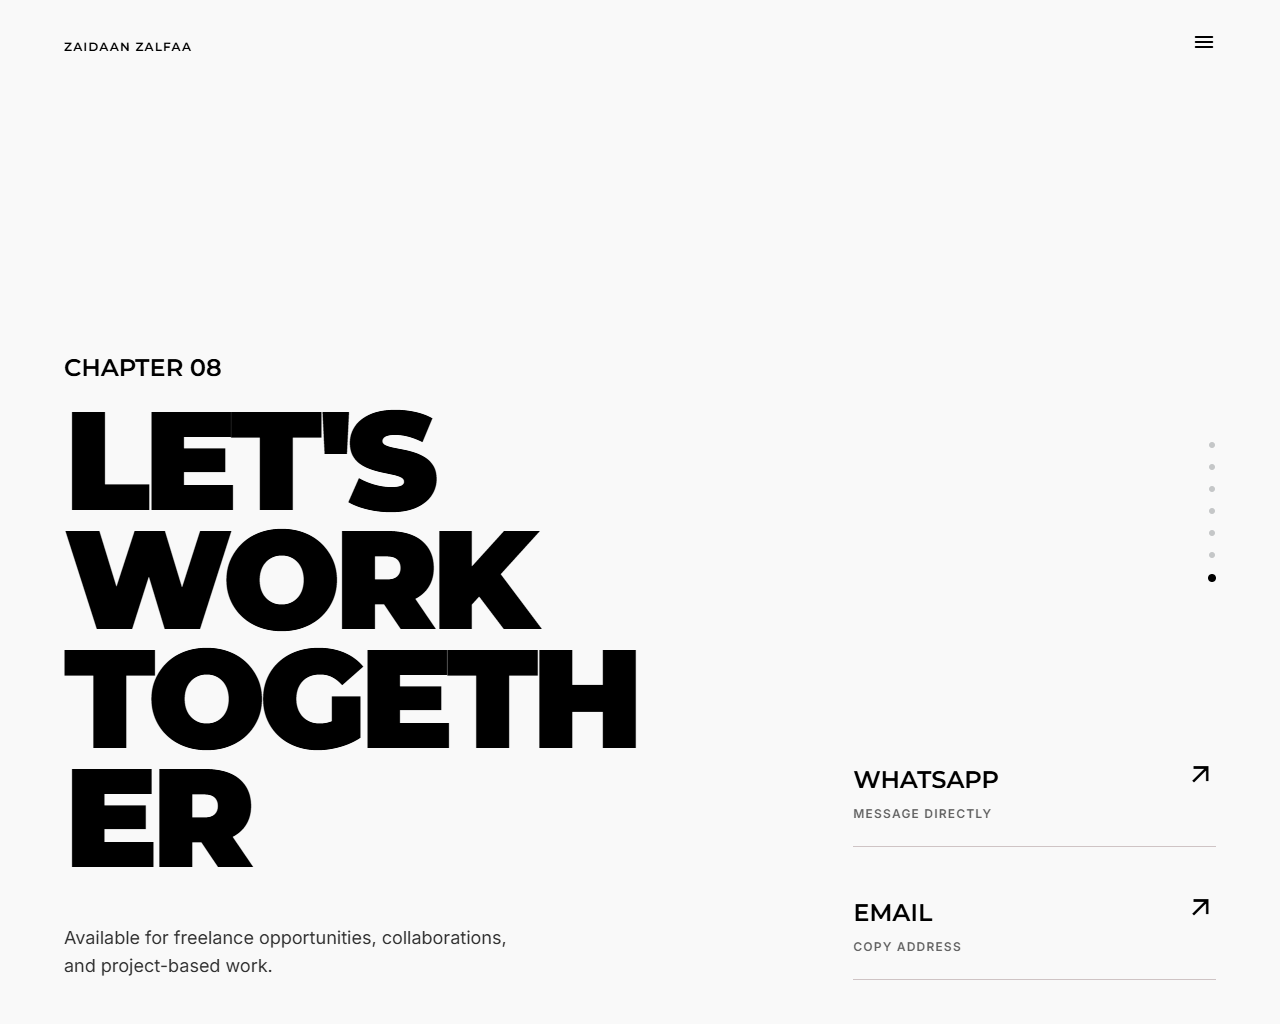 ZAIDAAN ZALFAA
CHAPTER 08
LET'S
WORK
TOGETH
ER
Available for freelance opportunities, collaborations,
and project-based work.
WHATSAPP
MESSAGE DIRECTLY
EMAIL
COPY ADDRESS